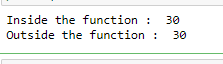 Inside the function :  30
Outside the function :  30